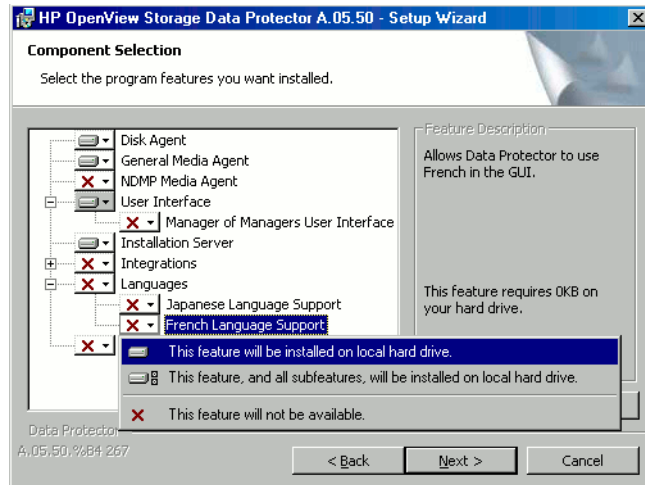 HP OpenView Storage Data Protector A.05.50 - Setup Wizard
Component Selection
Select the program features you want installed.
Feature Description
Disk Agent
General Media Agent
NDMP Media Agent
User Interface
Manager of Managers User Interface
Installation Server
Integrations
Languages
Japanese Language Support
French Language Support
Allows Data Protector to use
French in the GUI.
This feature requires 0KB on
your hard drive.
This feature will be installed on local hard drive.
This feature, and all subfeatures, will be installed on local hard drive.
This feature will not be available.
Data Protector
A.05.50.%B4 267
< Back
Next >
Cancel